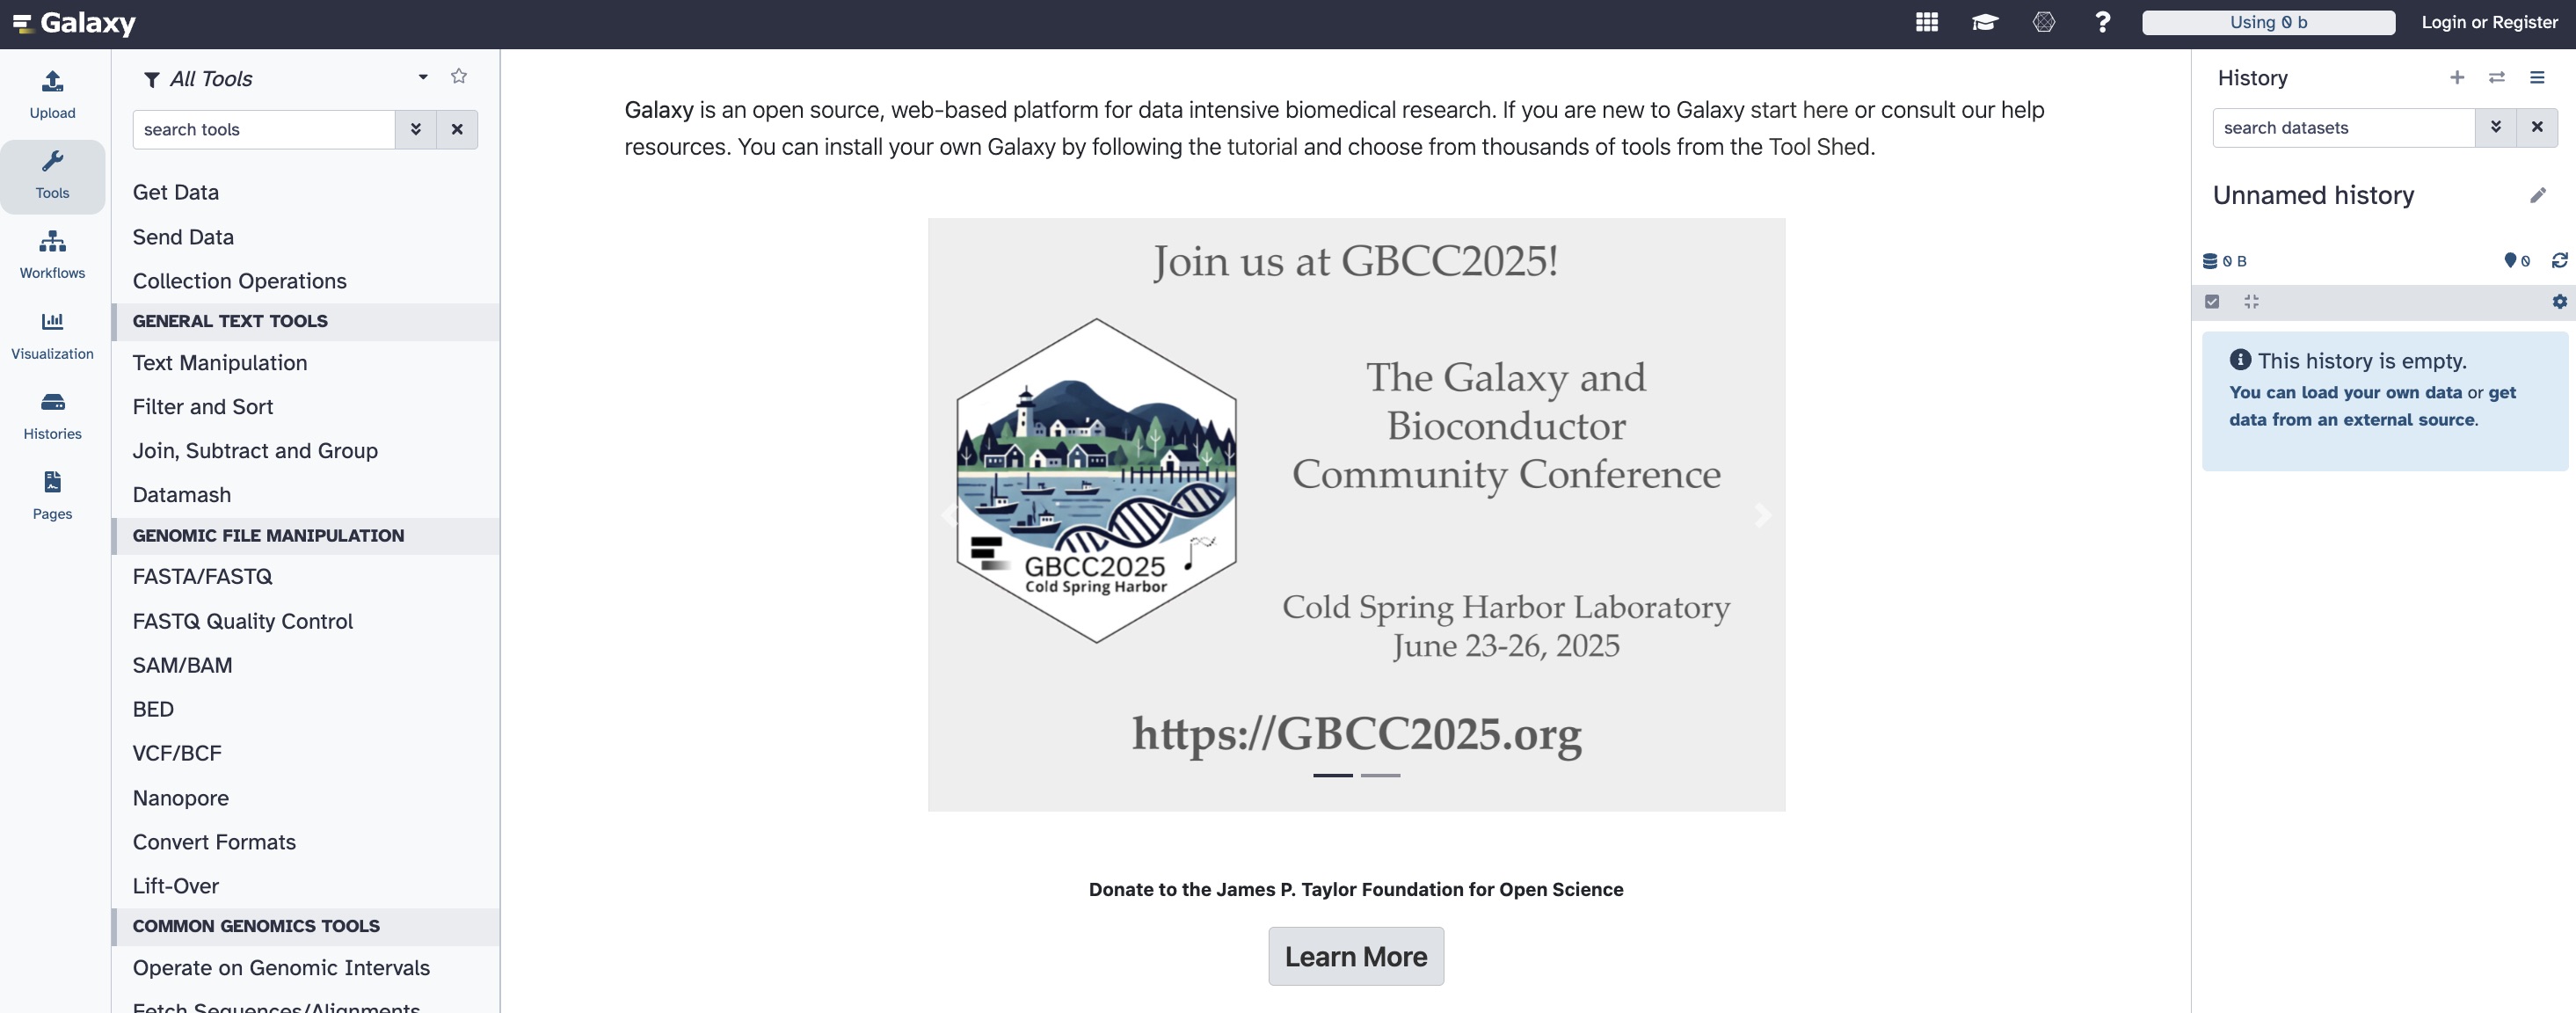 Galaxy
Using 0 b
Login or Register
Upload
Tools
Workflows
Visualization
Histories
Pages
All Tools
search tools
Get Data
Send Data
Collection Operations
GENERAL TEXT TOOLS
Text Manipulation
Filter and Sort
Join, Subtract and Group
Datamash
GENOMIC FILE MANIPULATION
FASTA/FASTQ
FASTQ Quality Control
SAM/BAM
BED
VCF/BCF
Nanopore
Convert Formats
Lift-Over
COMMON GENOMICS TOOLS
Operate on Genomic Intervals
Fetch Sequences/Alignments
Galaxy is an open source, web-based platform for data intensive biomedical research. If you are new to Galaxy start here or consult our help
resources. You can install your own Galaxy by following the tutorial and choose from thousands of tools from the Tool Shed.
Join us at GBCC2025!
GBCC2025
Cold Spring Harbor
The Galaxy and
Bioconductor
Community Conference
Cold Spring Harbor Laboratory
June 23-26, 2025
https://GBCC2025.org
Donate to the James P. Taylor Foundation for Open Science
Learn More
History
search datasets
Unnamed history
0 B
0
This history is empty.
You can load your own data or get
data from an external source.